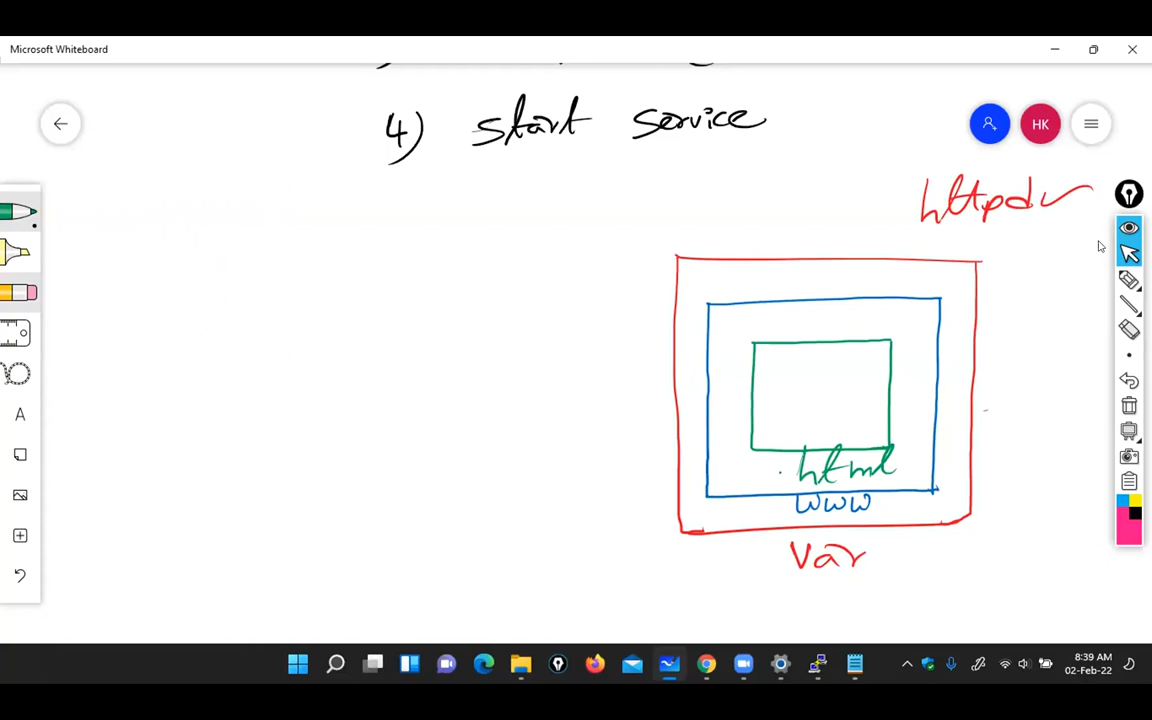 Microsoft Whiteboard
4) start service
HK
httpd
A
.html
www
Var
8:39 AM
02-Feb-22